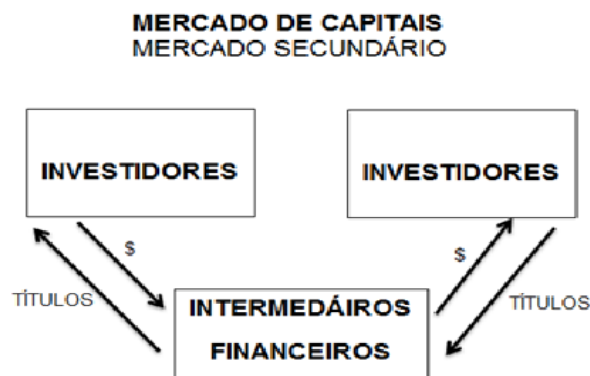 MERCADO DE CAPITAIS
MERCADO SECUNDÁRIO
INVESTIDORES
INVESTIDORES
$
$
TÍTULOS
TÍTULOS
INTERMEDÁIROS
FINANCEIROS